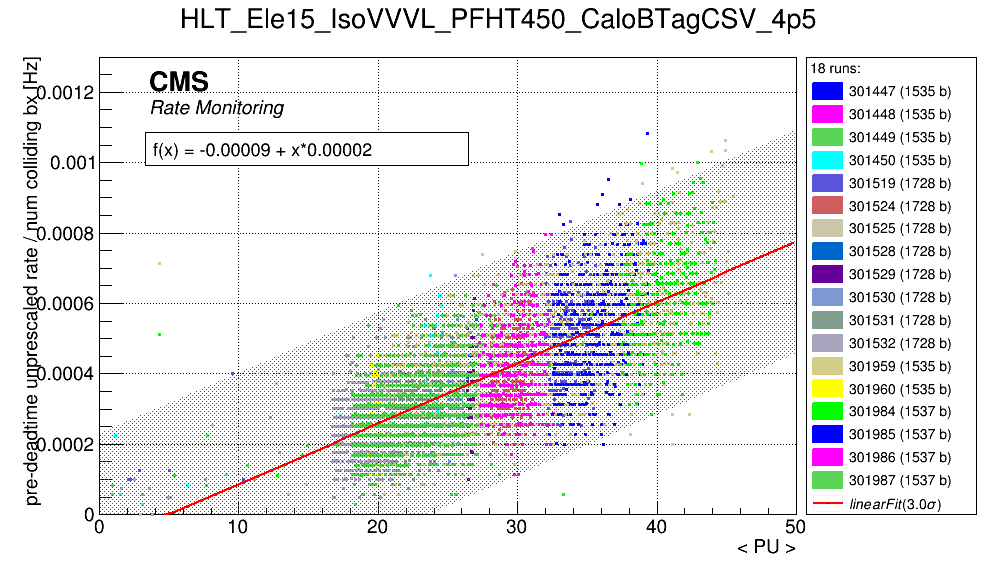 HLT_Ele15_IsoVVVL_PFHT450_CaloBTagCSV_4p5
pre-deadtime unprescaled rate / num colliding bx [Hz]
CMS
Rate Monitoring
f(x) = -0.00009 + x*0.00002
0.0012
0.001
0.0008
0.0006
0.0004
0.0002
0
0 10 20 30 40 50
< PU >
18 runs:
301447 (1535 b)
301448 (1535 b)
301449 (1535 b)
301450 (1535 b)
301519 (1728 b)
301524 (1728 b)
301525 (1728 b)
301528 (1728 b)
301529 (1728 b)
301530 (1728 b)
301531 (1728 b)
301532 (1728 b)
301959 (1535 b)
301960 (1535 b)
301984 (1537 b)
301985 (1537 b)
301986 (1537 b)
301987 (1537 b)
linearFit(3.0σ)